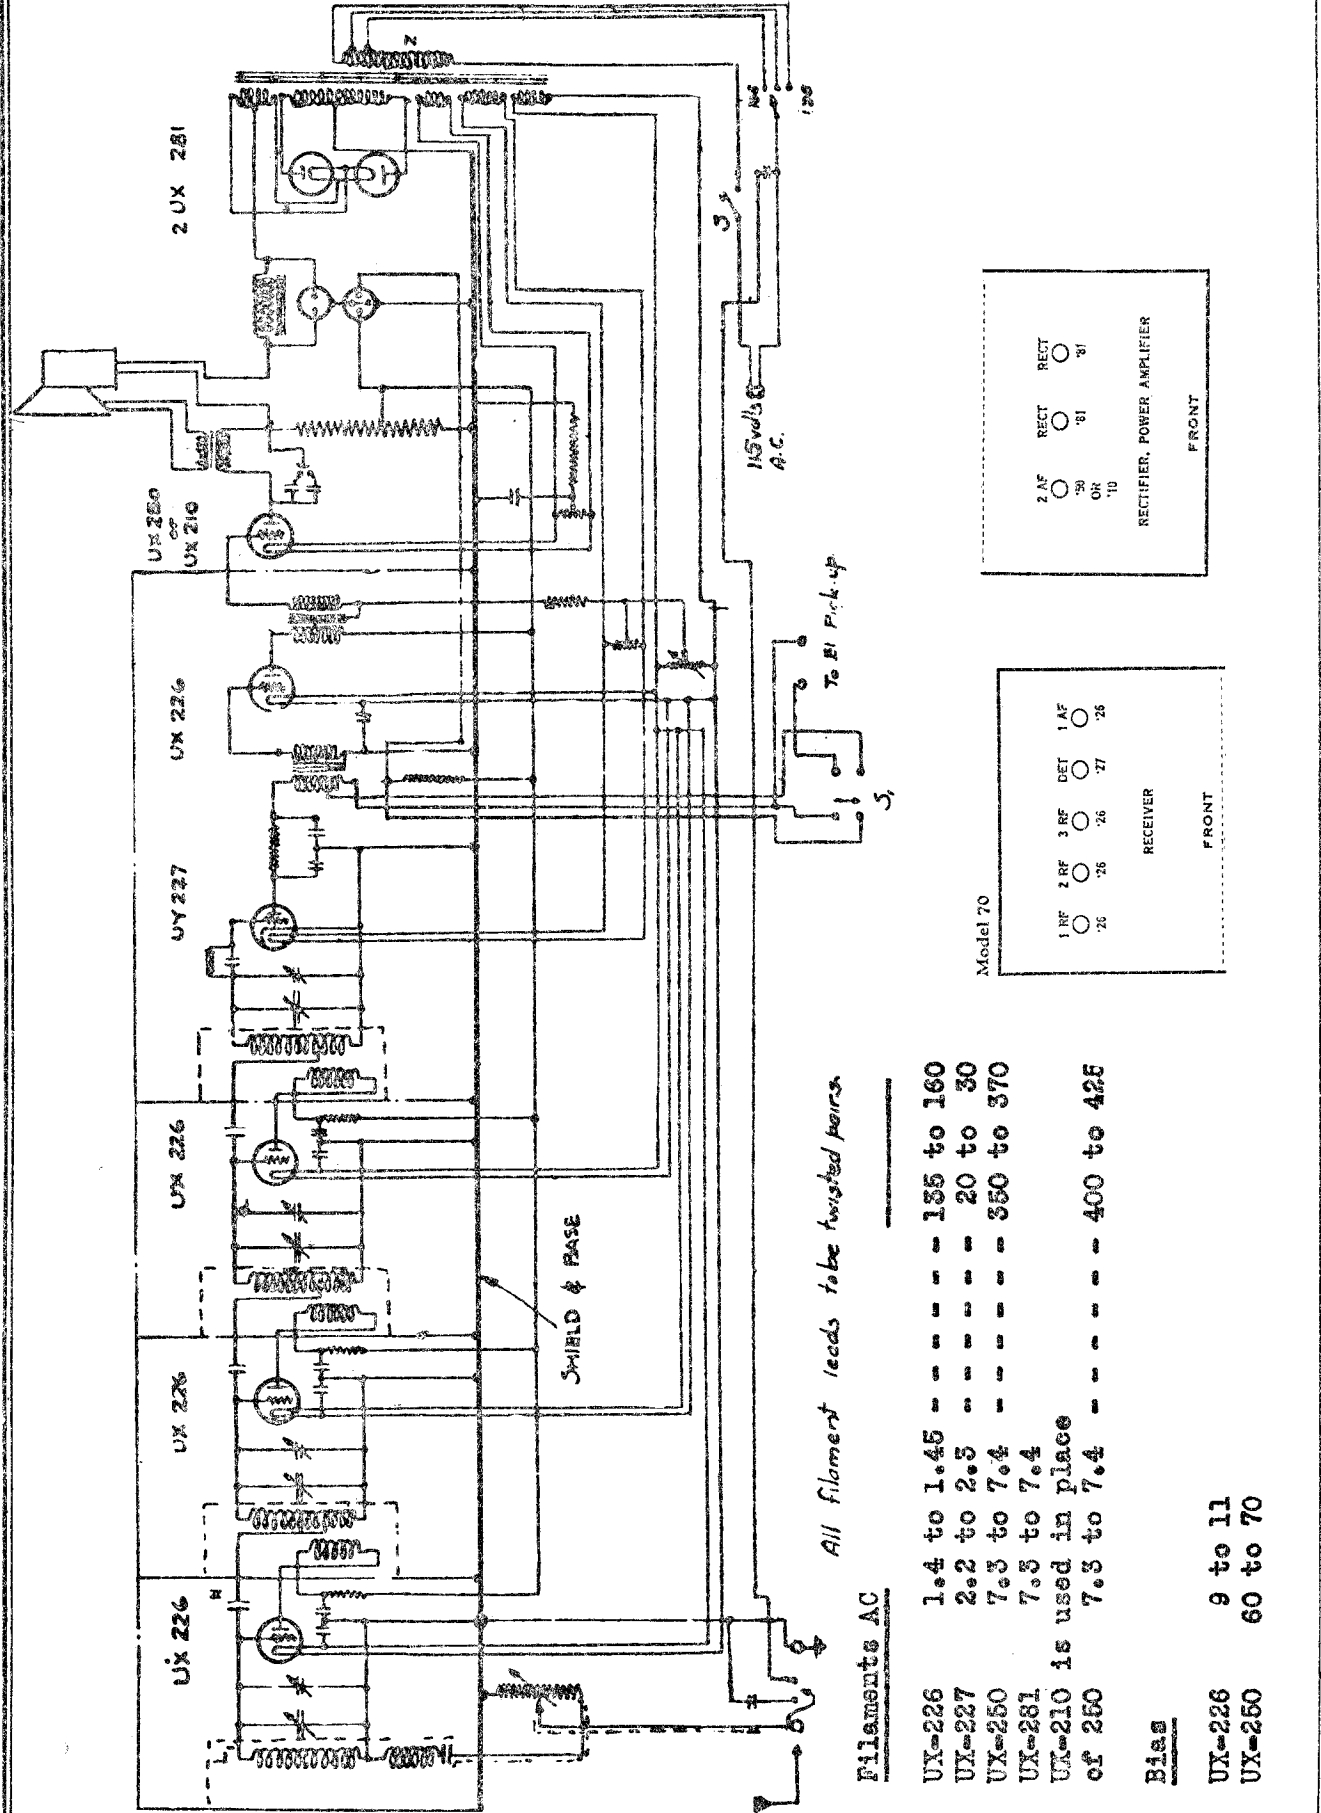 UX 226
UX 226
UX 226
UY 227
UX 226
UX 250
or
UX 210
2 UX 281
SHIELD & BASE
S,
To El Pick-up
115 volts
A.C.
S
125
All filament leads to be twisted pairs.
Filaments AC
UX-226 1.4 to 1.45 - - - - - - 135 to 160
UX-227 2.2 to 2.3 - - - - - - 20 to 30
UX-250 7.3 to 7.4 - - - - - - 350 to 370
UX-281 7.3 to 7.4
UX-210 is used in place
of 250 7.3 to 7.4 - - - - - - 400 to 425
Bias
UX-226 9 to 11
UX-250 60 to 70
Model 70
1 RF 2 RF 3 RF DET 1 AF
'26 '26 '26 '27 '26
RECEIVER
FRONT
2 AF RECT RECT
'50 '81 '81
OR
'10
RECTIFIER, POWER AMPLIFIER
FRONT